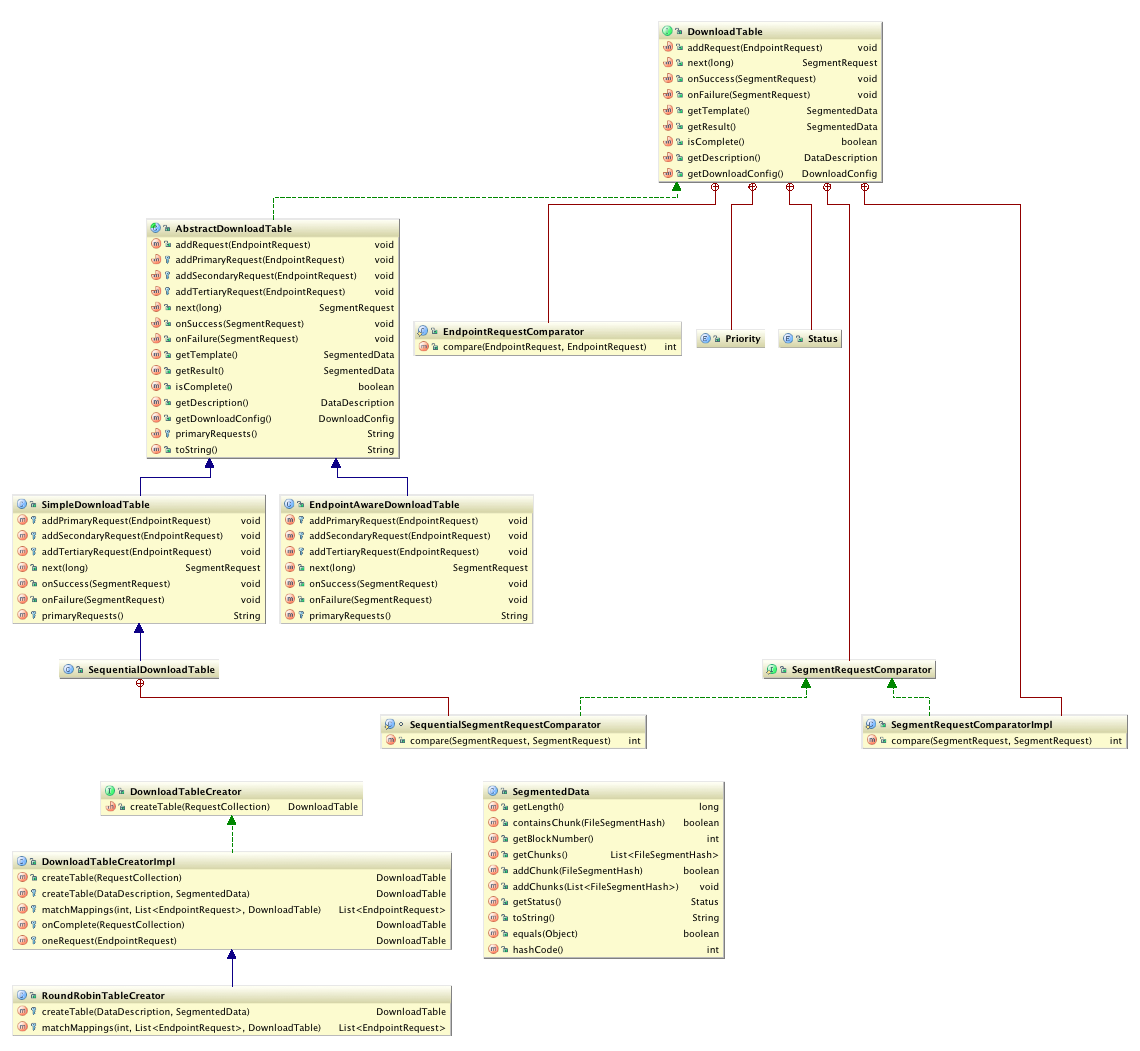 DownloadTable
addRequest(EndpointRequest) void
next(long) SegmentRequest
onSuccess(SegmentRequest) void
onFailure(SegmentRequest) void
getTemplate() SegmentedData
getResult() SegmentedData
isComplete() boolean
getDescription() DataDescription
getDownloadConfig() DownloadConfig
AbstractDownloadTable
addRequest(EndpointRequest) void
addPrimaryRequest(EndpointRequest) void
addSecondaryRequest(EndpointRequest) void
addTertiaryRequest(EndpointRequest) void
next(long) SegmentRequest
onSuccess(SegmentRequest) void
onFailure(SegmentRequest) void
getTemplate() SegmentedData
getResult() SegmentedData
isComplete() boolean
getDescription() DataDescription
getDownloadConfig() DownloadConfig
primaryRequests() String
toString() String
EndpointRequestComparator
compare(EndpointRequest, EndpointRequest) int
Priority
Status
SimpleDownloadTable
addPrimaryRequest(EndpointRequest) void
addSecondaryRequest(EndpointRequest) void
addTertiaryRequest(EndpointRequest) void
next(long) SegmentRequest
onSuccess(SegmentRequest) void
onFailure(SegmentRequest) void
primaryRequests() String
EndpointAwareDownloadTable
addPrimaryRequest(EndpointRequest) void
addSecondaryRequest(EndpointRequest) void
addTertiaryRequest(EndpointRequest) void
next(long) SegmentRequest
onSuccess(SegmentRequest) void
onFailure(SegmentRequest) void
primaryRequests() String
SequentialDownloadTable
SegmentRequestComparator
SequentialSegmentRequestComparator
compare(SegmentRequest, SegmentRequest) int
SegmentRequestComparatorImpl
compare(SegmentRequest, SegmentRequest) int
DownloadTableCreator
createTable(RequestCollection) DownloadTable
SegmentedData
getLength() long
containsChunk(FileSegmentHash) boolean
getBlockNumber() int
getChunks() List<FileSegmentHash>
addChunk(FileSegmentHash) boolean
addChunks(List<FileSegmentHash>) void
getStatus() Status
toString() String
equals(Object) boolean
hashCode() int
DownloadTableCreatorImpl
createTable(RequestCollection) DownloadTable
createTable(DataDescription, SegmentedData) DownloadTable
matchMappings(int, List<EndpointRequest>, DownloadTable) List<EndpointRequest>
onComplete(RequestCollection) DownloadTable
oneRequest(EndpointRequest) DownloadTable
RoundRobinTableCreator
createTable(DataDescription, SegmentedData) DownloadTable
matchMappings(int, List<EndpointRequest>, DownloadTable) List<EndpointRequest>